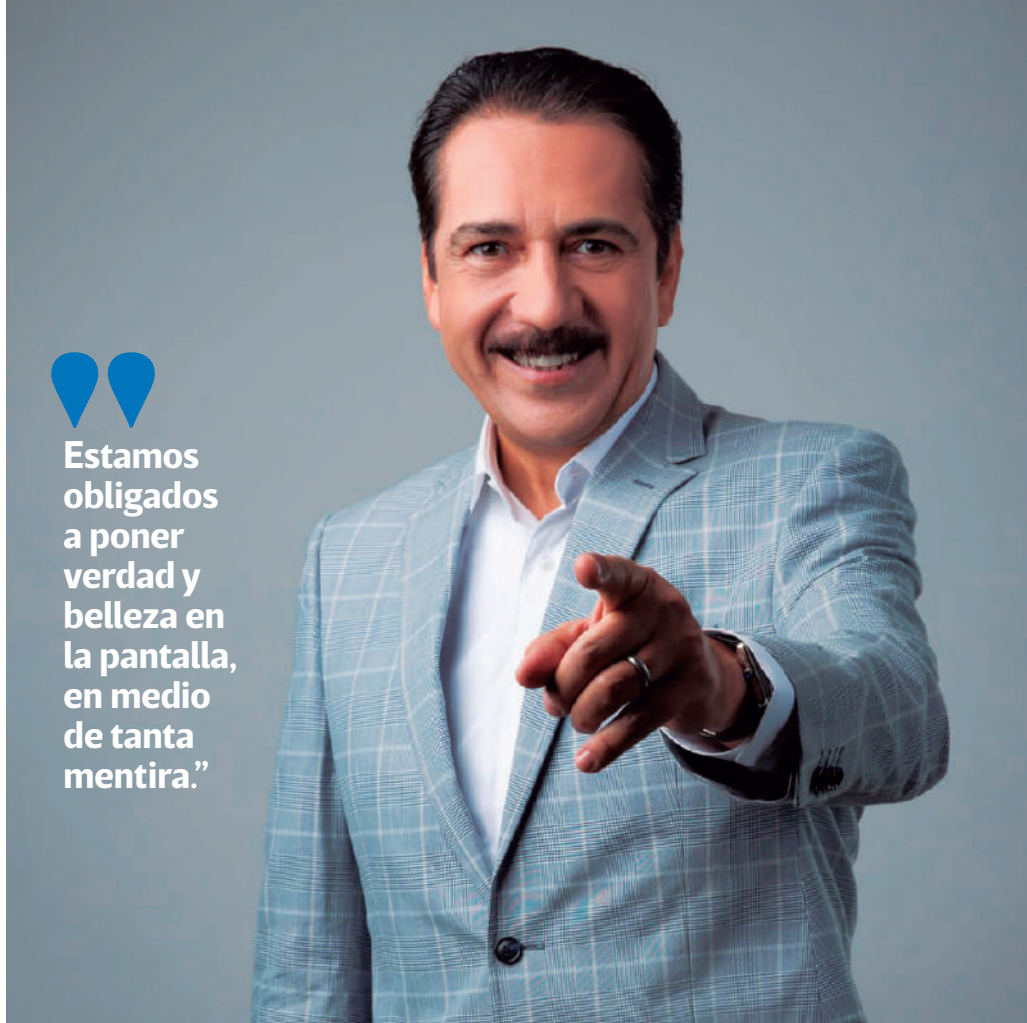 Estamos
obligados
a poner
verdad y
belleza en
la pantalla,
en medio
de tanta
mentira.”